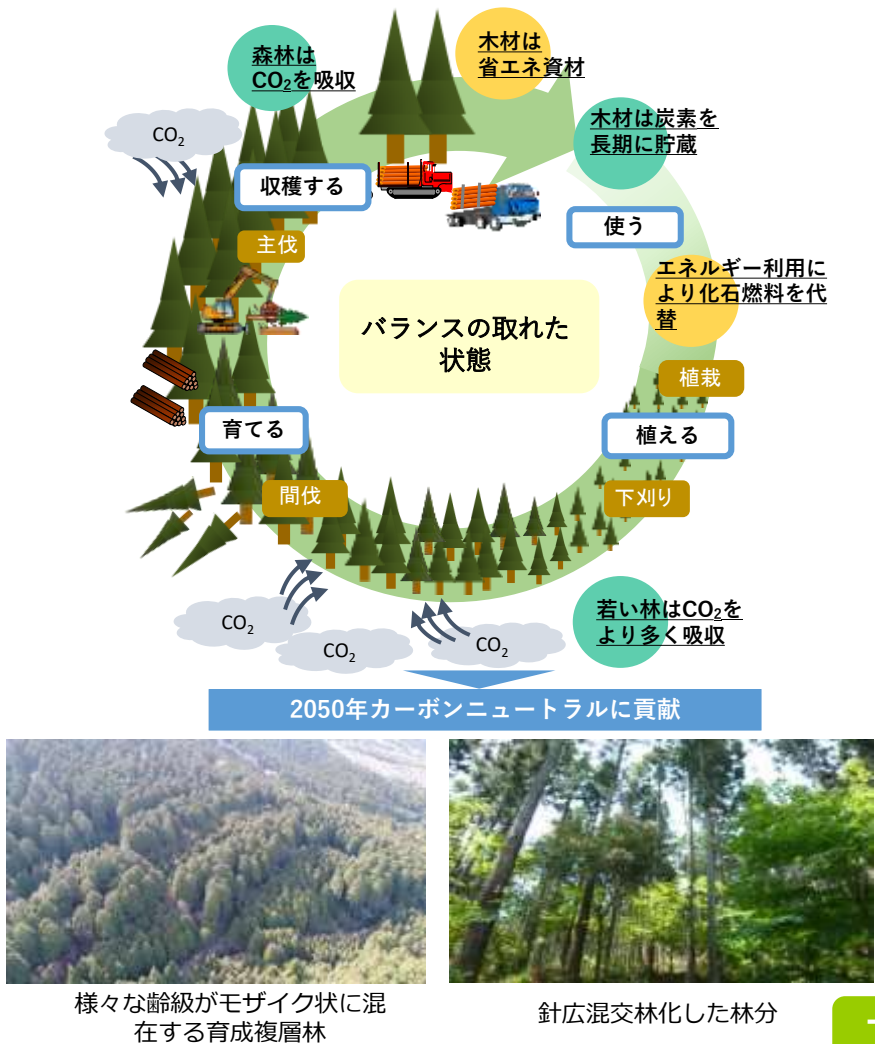 森林は
CO₂を吸収
木材は
省エネ資材
木材は炭素を
長期に貯蔵
CO₂
収穫する
使う
主伐
エネルギー利用に
より化石燃料を代
替
バランスの取れた
状態
植栽
育てる
植える
間伐
下刈り
若い林はCO₂を
より多く吸収
CO₂
CO₂
CO₂
2050年カーボンニュートラルに貢献
様々な齢級がモザイク状に混
在する育成複層林
針広混交林化した林分